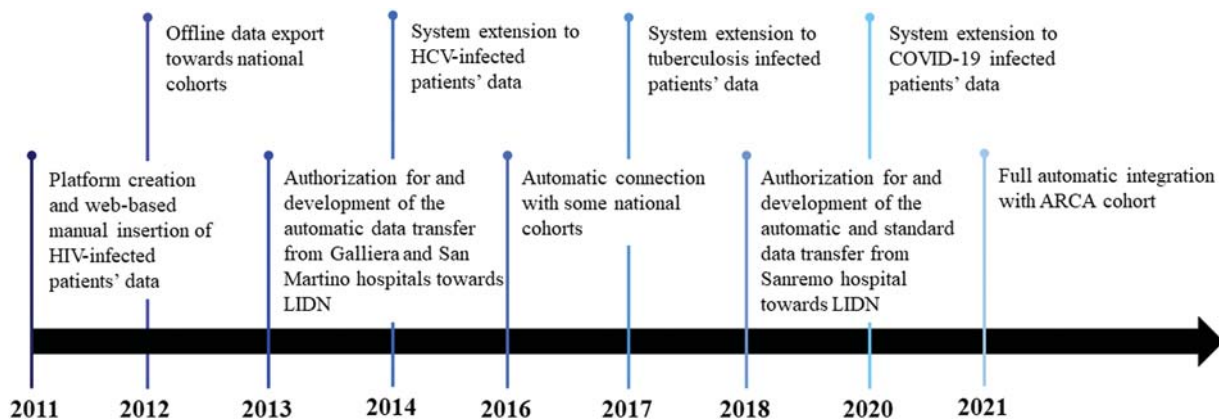 Offline data export
towards national
cohorts
System extension to
HCV-infected
patients’ data
System extension to
tuberculosis infected
patients’ data
System extension to
COVID-19 infected
patients’ data
Platform creation
and web-based
manual insertion of
HIV-infected
patients’ data
Authorization for and
development of the
automatic data transfer
from Galliera and San
Martino hospitals towards
LIDN
Automatic connection
with some national
cohorts
Authorization for and
development of the
automatic and standard
data transfer from
Sanremo hospital
towards LIDN
Full automatic integration
with ARCA cohort
2011 2012 2013 2014 2016 2017 2018 2020 2021